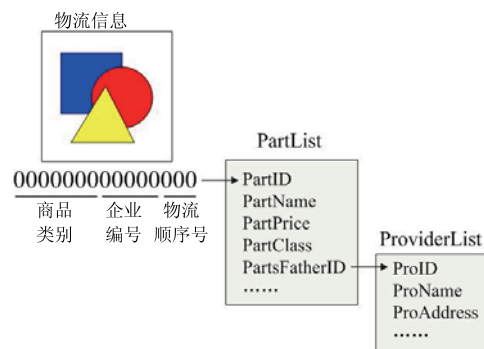 物流信息
0000000000000000
商品 企业 物流
类别 编号 顺序号
PartList
PartID
PartName
PartPrice
PartClass
PartsFatherID
……
ProviderList
ProID
ProName
ProAddress
……